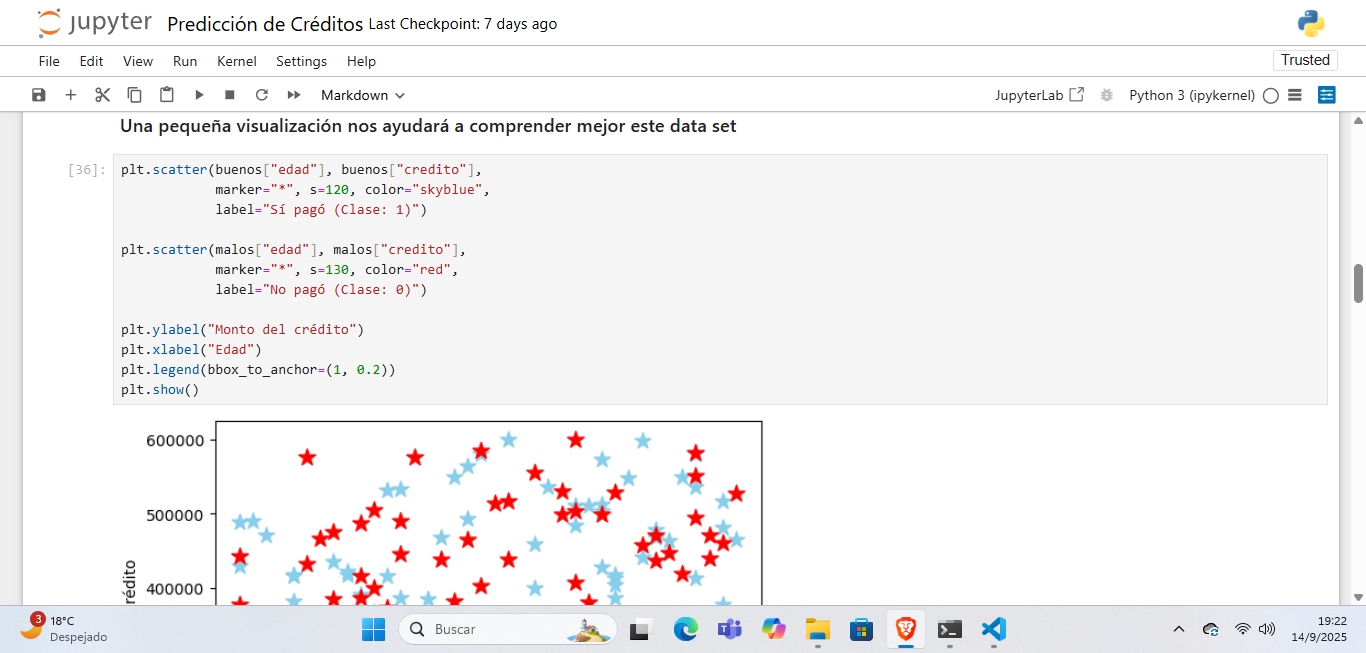 jupyter Predicción de Créditos Last Checkpoint: 7 days ago
File Edit View Run Kernel Settings Help
Trusted
Markdown
JupyterLab
Python 3 (ipykernel)
Una pequeña visualización nos ayudará a comprender mejor este data set
[36]:
plt.scatter(buenos["edad"], buenos["credito"],
marker="*", s=120, color="skyblue",
label="Sí pagó (Clase: 1)")
plt.scatter(malos["edad"], malos["credito"],
marker="*", s=130, color="red",
label="No pagó (Clase: 0)")
plt.ylabel("Monto del crédito")
plt.xlabel("Edad")
plt.legend(bbox_to_anchor=(1, 0.2))
plt.show()
600000
500000
400000
rédito
3
18°C
Despejado
Buscar
19:22
14/9/2025